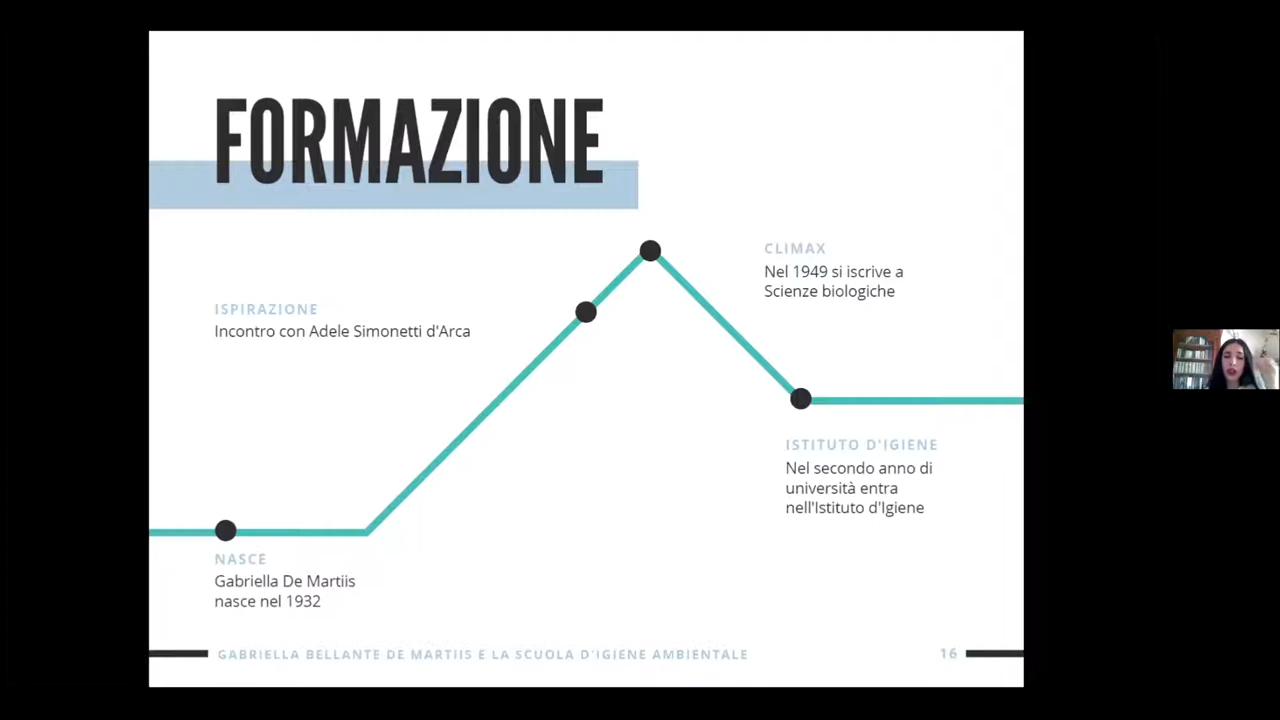 FORMAZIONE
ISPIRAZIONE
Incontro con Adele Simonetti d'Arca
CLIMAX
Nel 1949 si iscrive a
Scienze biologiche
ISTITUTO D'IGIENE
Nel secondo anno di
università entra
nell'Istituto d'Igiene
NASCE
Gabriella De Martiis
nasce nel 1932
GABRIELLA BELLANTE DE MARTIIS E LA SCUOLA D'IGIENE AMBIENTALE
16